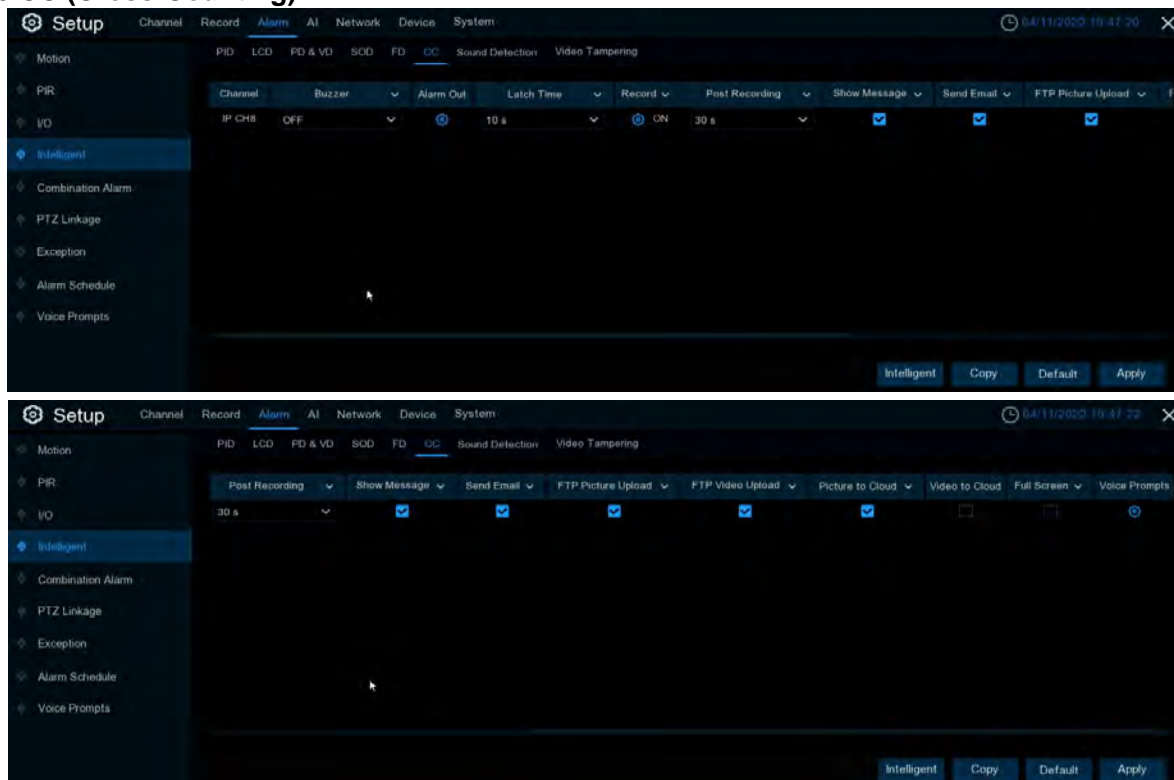 Setup Channel Record Alarm AI Network Device System
Motion
PIR
I/O
Intelligent
Combination Alarm
PTZ Linkage
Exception
Alarm Schedule
Voice Prompts
PID LCD PD & VD SOD FD CC Sound Detection Video Tampering
Channel Buzzer Alarm Out Latch Time Record Post Recording Show Message Send Email FTP Picture Upload F
IP CH8 OFF 10 s ON 30 s
Intelligent Copy Default Apply
Setup Channel Record Alarm AI Network Device System
Motion
PIR
I/O
Intelligent
Combination Alarm
PTZ Linkage
Exception
Alarm Schedule
Voice Prompts
PID LCD PD & VD SOD FD CC Sound Detection Video Tampering
Post Recording Show Message Send Email FTP Picture Upload FTP Video Upload Picture to Cloud Video to Cloud Full Screen Voice Prompts
30 s
Intelligent Copy Default Apply